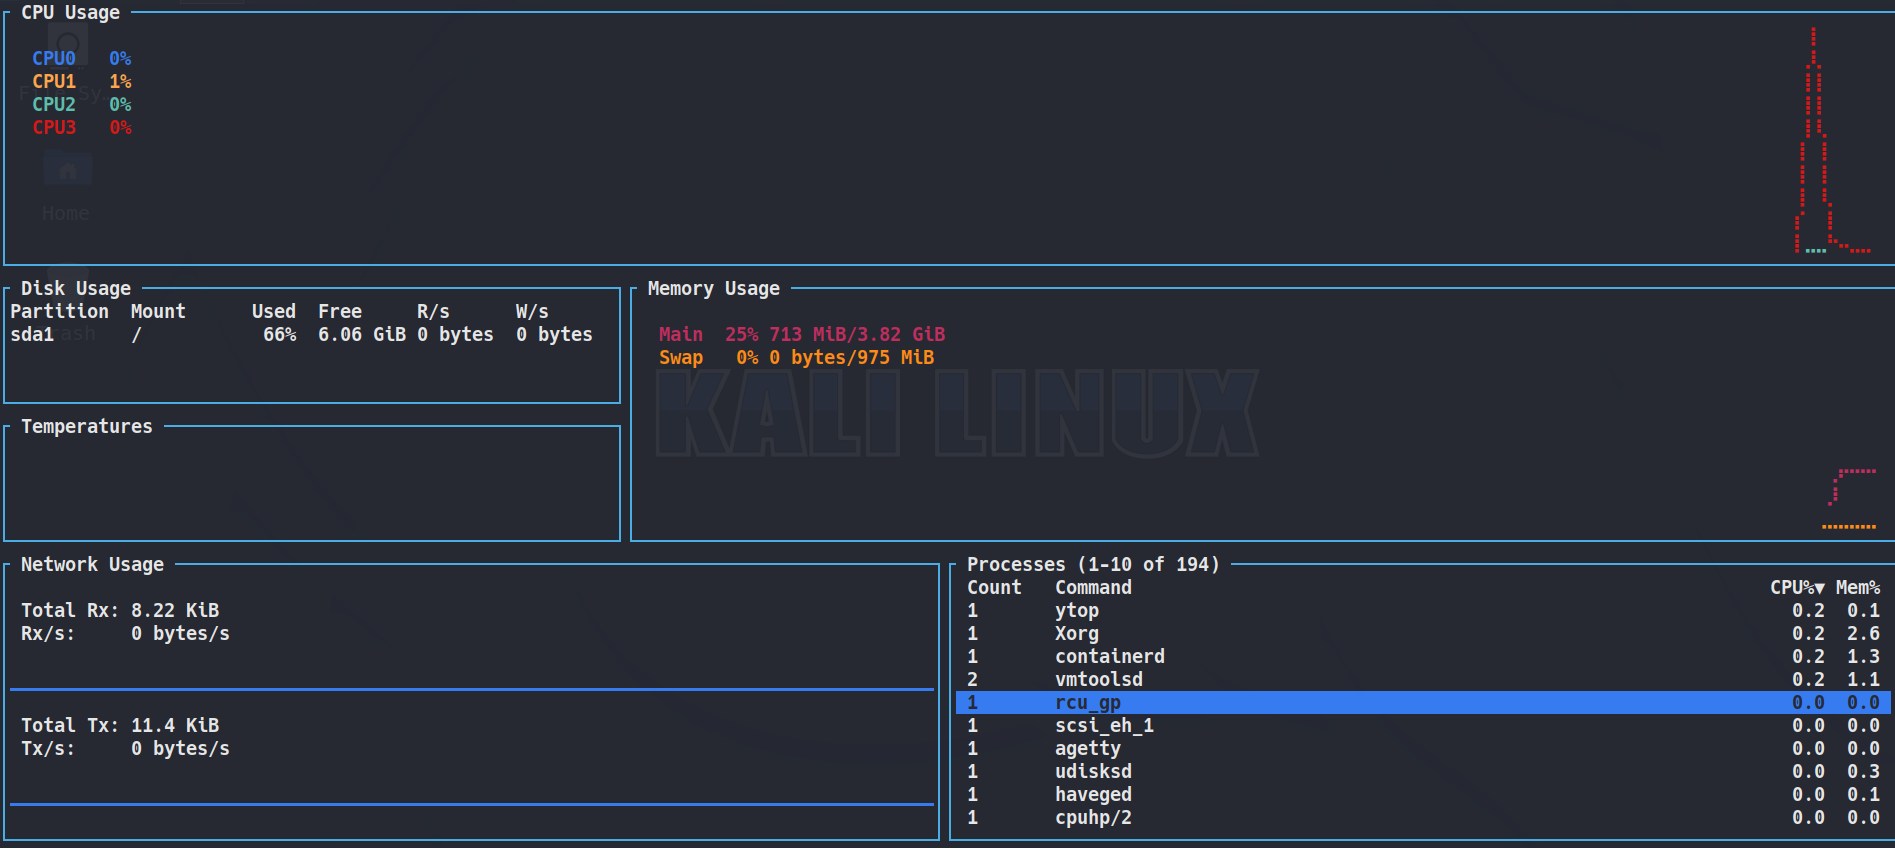 CPU Usage
CPU0 0%
CPU1 1%
CPU2 0%
CPU3 0%
Home
Disk Usage
Partition Mount Used Free R/s W/s
sda1 / 66% 6.06 GiB 0 bytes 0 bytes
Temperatures
Memory Usage
Main 25% 713 MiB/3.82 GiB
Swap 0% 0 bytes/975 MiB
KALI LINUX
Network Usage
Total Rx: 8.22 KiB
Rx/s: 0 bytes/s
Total Tx: 11.4 KiB
Tx/s: 0 bytes/s
Processes (1-10 of 194)
Count Command CPU%▼ Mem%
1 ytop 0.2 0.1
1 Xorg 0.2 2.6
1 containerd 0.2 1.3
2 vmtoolsd 0.2 1.1
1 rcu_gp 0.0 0.0
1 scsi_eh_1 0.0 0.0
1 agetty 0.0 0.0
1 udisksd 0.0 0.3
1 haveged 0.0 0.1
1 cpuhp/2 0.0 0.0